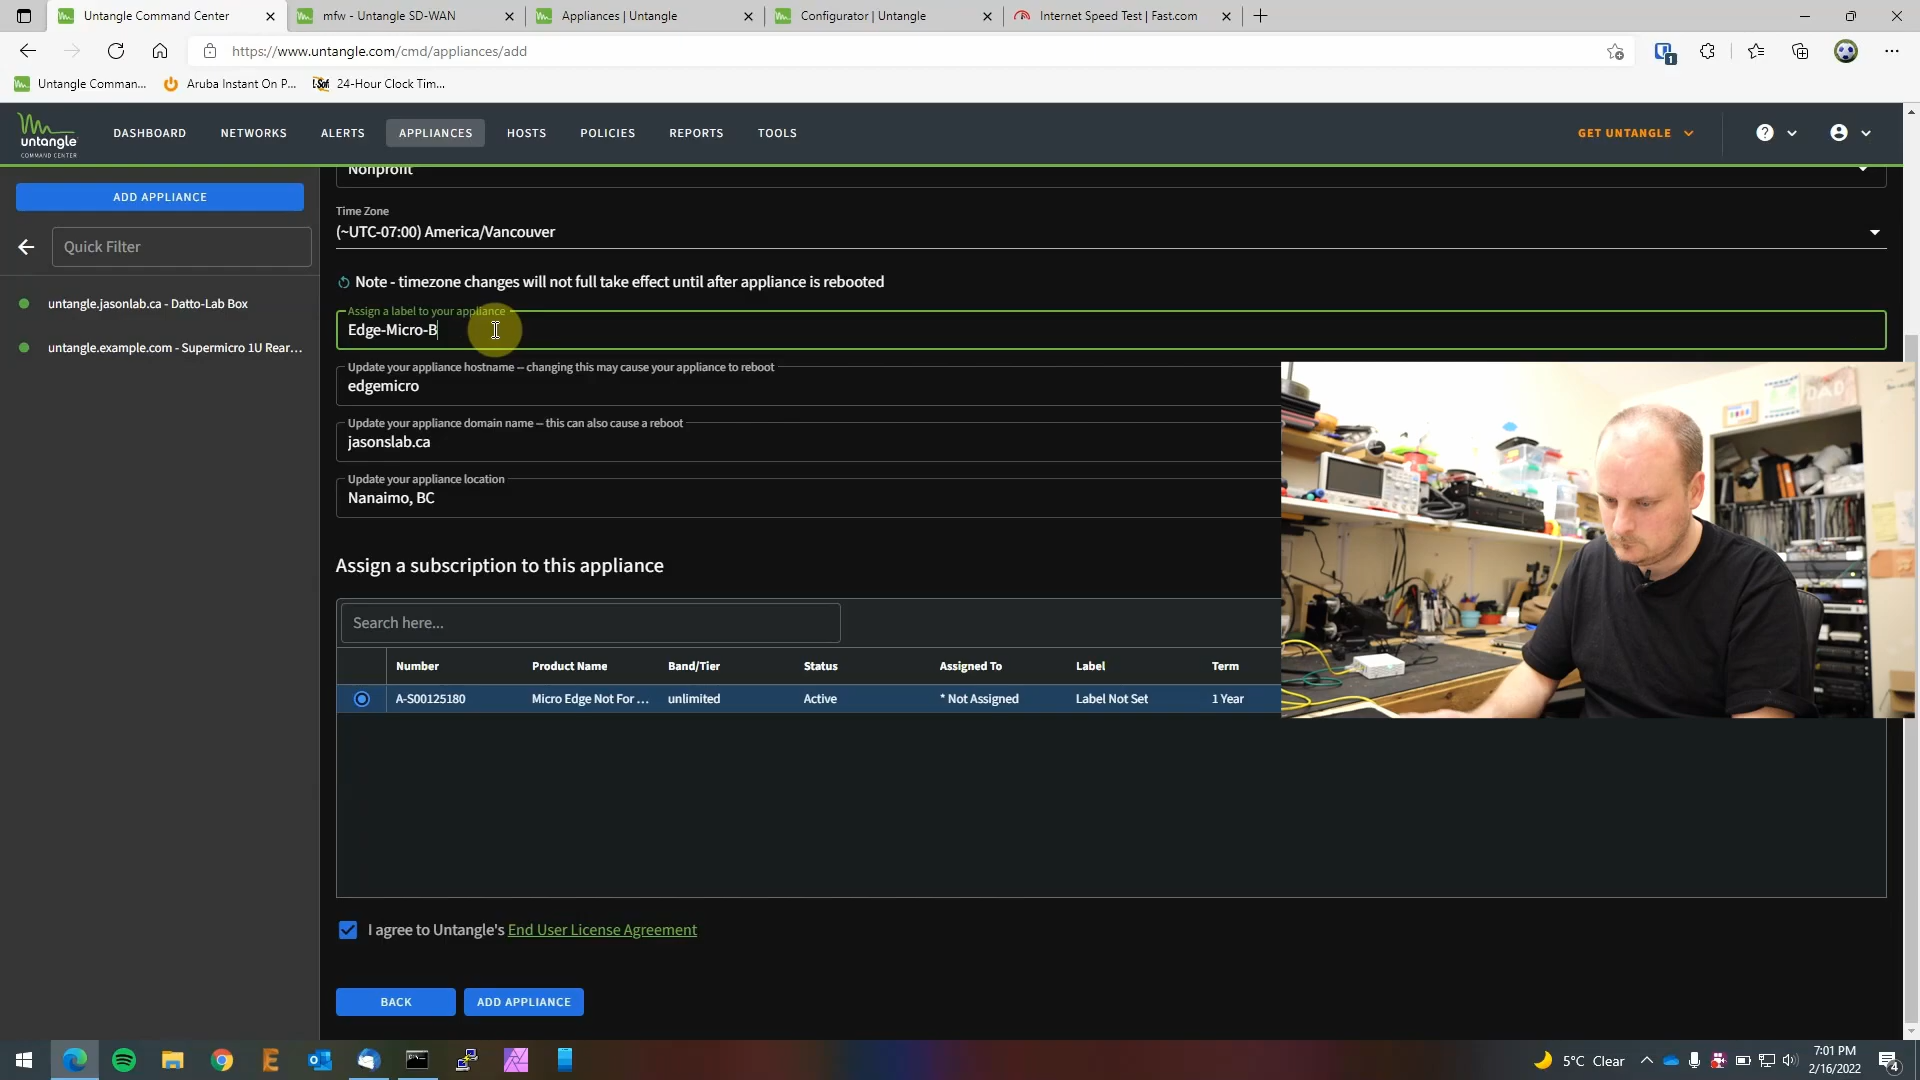 Untangle Command Center
mfw - Untangle SD-WAN
Appliances | Untangle
Configurator | Untangle
Internet Speed Test | Fast.com
https://www.untangle.com/cmd/appliances/add
1
Untangle Comman...
Aruba Instant On P...
24-Hour Clock Tim...
untangle
COMMAND CENTER
DASHBOARD
NETWORKS
ALERTS
APPLIANCES
HOSTS
POLICIES
REPORTS
TOOLS
GET UNTANGLE
ADD APPLIANCE
Quick Filter
untangle.jasonlab.ca - Datto-Lab Box
untangle.example.com - Supermicro 1U Rear...
Nonprofit
Time Zone
(~UTC-07:00) America/Vancouver
Note - timezone changes will not full take effect until after appliance is rebooted
Assign a label to your appliance
Edge-Micro-B
Update your appliance hostname -- changing this may cause your appliance to reboot
edgemicro
Update your appliance domain name -- this can also cause a reboot
jasonslab.ca
Update your appliance location
Nanaimo, BC
Assign a subscription to this appliance
Search here...
Number Product Name Band/Tier Status Assigned To Label Term
A-S00125180 Micro Edge Not For ... unlimited Active * Not Assigned Label Not Set 1 Year
I agree to Untangle's End User License Agreement
BACK
ADD APPLIANCE
DAD
5°C Clear
7:01 PM
2/16/2022
4